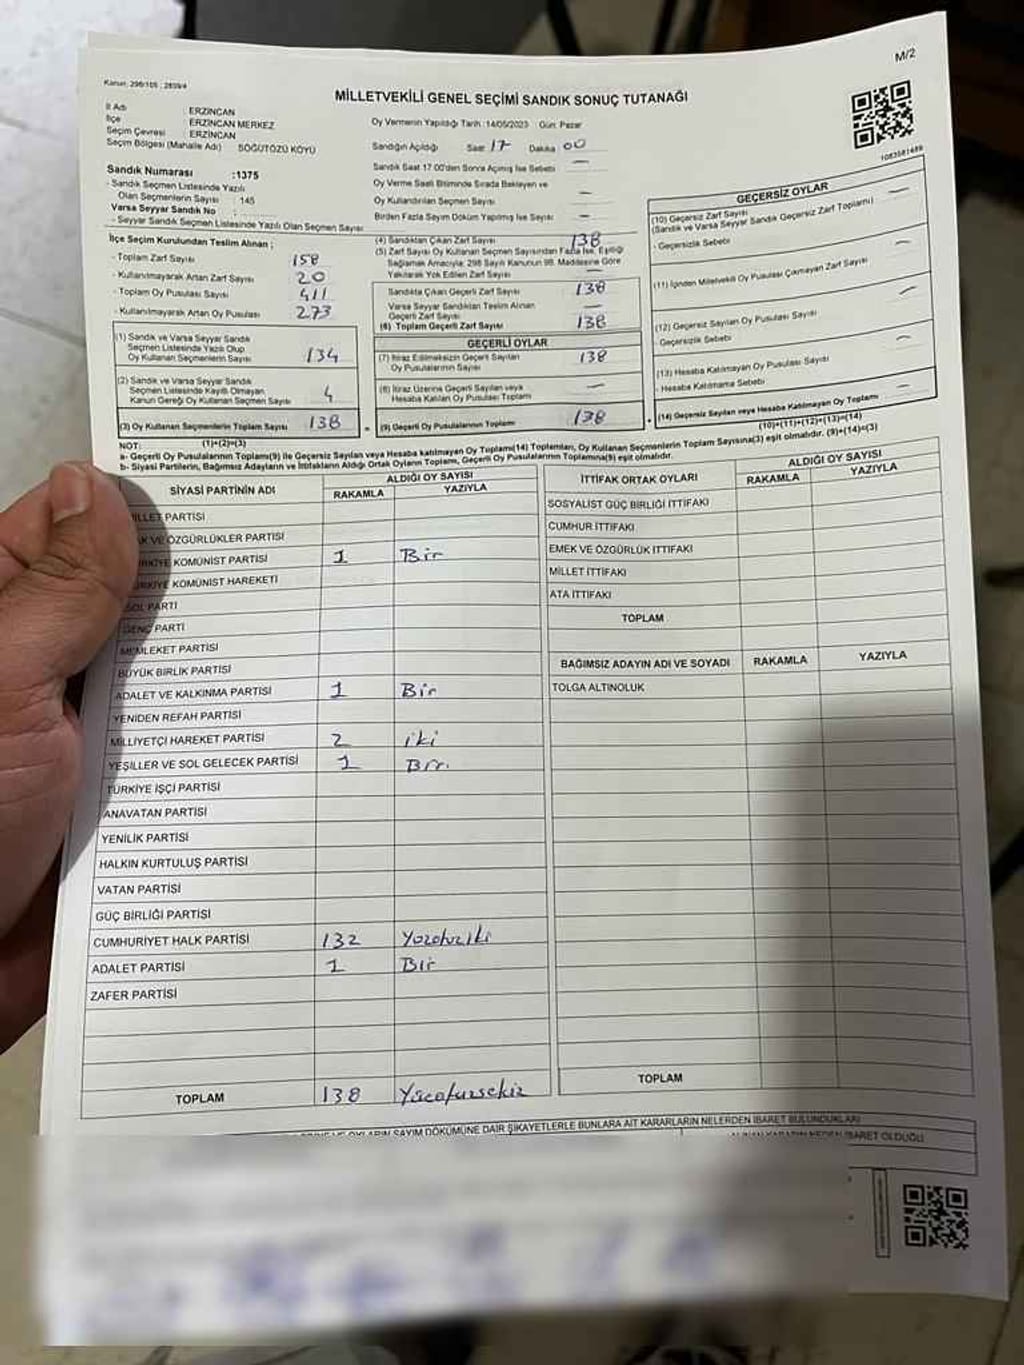 M/2
Kanun: 298/105 ; 2839/4
MİLLETVEKİLİ GENEL SEÇİMİ SANDIK SONUÇ TUTANAĞI
İl Adı : ERZİNCAN
İlçe : ERZİNCAN MERKEZ
Seçim Çevresi : ERZİNCAN
Seçim Bölgesi (Mahalle Adı) SÖĞÜTÖZÜ KÖYÜ
Sandık Numarası :1375
- Sandık Seçmen Listesinde Yazılı
Olan Seçmenlerin Sayısı : 145
Varsa Seyyar Sandık No :
- Seyyar Sandık Seçmen Listesinde Yazılı Olan Seçmen Sayısı
Oy Vermenin Yapıldığı Tarih :14/05/2023 Gün: Pazar
Sandığın Açıldığı Saat 17 Dakika 00
Sandık Saat 17:00'den Sonra Açılmış İse Sebebi —
Oy Verme Saati Bitiminde Sırada Bekleyen ve
Oy Kullandırılan Seçmen Sayısı —
Birden Fazla Sayım Döküm Yapılmış İse Sayısı —
1083581489
İlçe Seçim Kurulundan Teslim Alınan ;
- Toplam Zarf Sayısı 158
- Kullanılmayarak Artan Zarf Sayısı 20
- Toplam Oy Pusulası Sayısı 411
- Kullanılmayarak Artan Oy Pusulası 273
(1) Sandık ve Varsa Seyyar Sandık
Seçmen Listesinde Yazılı Olup
Oy Kullanan Seçmenlerin Sayısı 134
(2) Sandık ve Varsa Seyyar Sandık
Seçmen Listesinde Kayıtlı Olmayan,
Kanun Gereği Oy Kullanan Seçmen Sayısı 4
(3) Oy Kullanan Seçmenlerin Toplam Sayısı 138
(1)+(2)=(3)
(4) Sandıktan Çıkan Zarf Sayısı 138
(5) Zarf Sayısı Oy Kullanan Seçmen Sayısından Fazla İse, Eşitliği
Sağlamak Amacıyla; 298 Sayılı Kanunun 98. Maddesine Göre
Yakılarak Yok Edilen Zarf Sayısı —
Sandıkta Çıkan Geçerli Zarf Sayısı 138
Varsa Seyyar Sandıktan Teslim Alınan
Geçerli Zarf Sayısı —
(6) Toplam Geçerli Zarf Sayısı 138
GEÇERLİ OYLAR
(7) İtiraz Edilmeksizin Geçerli Sayılan
Oy Pusulalarının Sayısı 138
(8) İtiraz Üzerine Geçerli Sayılan veya
Hesaba Katılan Oy Pusulası Toplamı —
(9) Geçerli Oy Pusulalarının Toplamı 138
GEÇERSİZ OYLAR
(10) Geçersiz Zarf Sayısı —
(Sandık ve Varsa Seyyar Sandık Geçersiz Zarf Toplamı)
- Geçersizlik Sebebi
(11) İçinden Milletvekili Oy Pusulası Çıkmayan Zarf Sayısı —
(12) Geçersiz Sayılan Oy Pusulası Sayısı —
- Geçersizlik Sebebi
(13) Hesaba Katılmayan Oy Pusulası Sayısı —
- Hesaba Katılmama Sebebi
(14) Geçersiz Sayılan veya Hesaba Katılmayan Oy Toplamı —
(10)+(11)+(12)+(13)=(14)
NOT:
a- Geçerli Oy Pusulalarının Toplamı(9) ile Geçersiz Sayılan veya Hesaba katılmayan Oy Toplamı(14) Toplamları, Oy Kullanan Seçmenlerin Toplam Sayısına(3) eşit olmalıdır. (9)+(14)=(3)
b- Siyasi Partilerin, Bağımsız Adayların ve İttifakların Aldığı Ortak Oyların Toplamı, Geçerli Oy Pusulalarının Toplamına(9) eşit olmalıdır.
SİYASİ PARTİNİN ADI ALDIĞI OY SAYISI
RAKAMLA YAZIYLA
İLLET PARTİSİ
K VE ÖZGÜRLÜKLER PARTİSİ
RKİYE KOMÜNİST PARTİSİ 1 Bir
RKİYE KOMÜNİST HAREKETİ
SOL PARTİ
GENÇ PARTİ
MEMLEKET PARTİSİ
BÜYÜK BİRLİK PARTİSİ
ADALET VE KALKINMA PARTİSİ 1 Bir
YENİDEN REFAH PARTİSİ
MİLLİYETÇİ HAREKET PARTİSİ 2 iki
YEŞİLLER VE SOL GELECEK PARTİSİ 1 Bir
TÜRKİYE İŞÇİ PARTİSİ
ANAVATAN PARTİSİ
YENİLİK PARTİSİ
HALKIN KURTULUŞ PARTİSİ
VATAN PARTİSİ
GÜÇ BİRLİĞİ PARTİSİ
CUMHURİYET HALK PARTİSİ 132 Yüzotuziki
ADALET PARTİSİ 1 Bir
ZAFER PARTİSİ
TOPLAM 138 Yüzotuzsekiz
İTTİFAK ORTAK OYLARI ALDIĞI OY SAYISI
RAKAMLA YAZIYLA
SOSYALİST GÜÇ BİRLİĞİ İTTİFAKI
CUMHUR İTTİFAKI
EMEK VE ÖZGÜRLÜK İTTİFAKI
MİLLET İTTİFAKI
ATA İTTİFAKI
TOPLAM
BAĞIMSIZ ADAYIN ADI VE SOYADI RAKAMLA YAZIYLA
TOLGA ALTINOLUK
TOPLAM
VE OYLARIN SAYIM DÖKÜMÜNE DAİR ŞİKAYETLERLE BUNLARA AİT KARARLARIN NELERDEN İBARET BULUNDUKLARI
ALINAN KARARIN NEDEN İBARET OLDUĞU